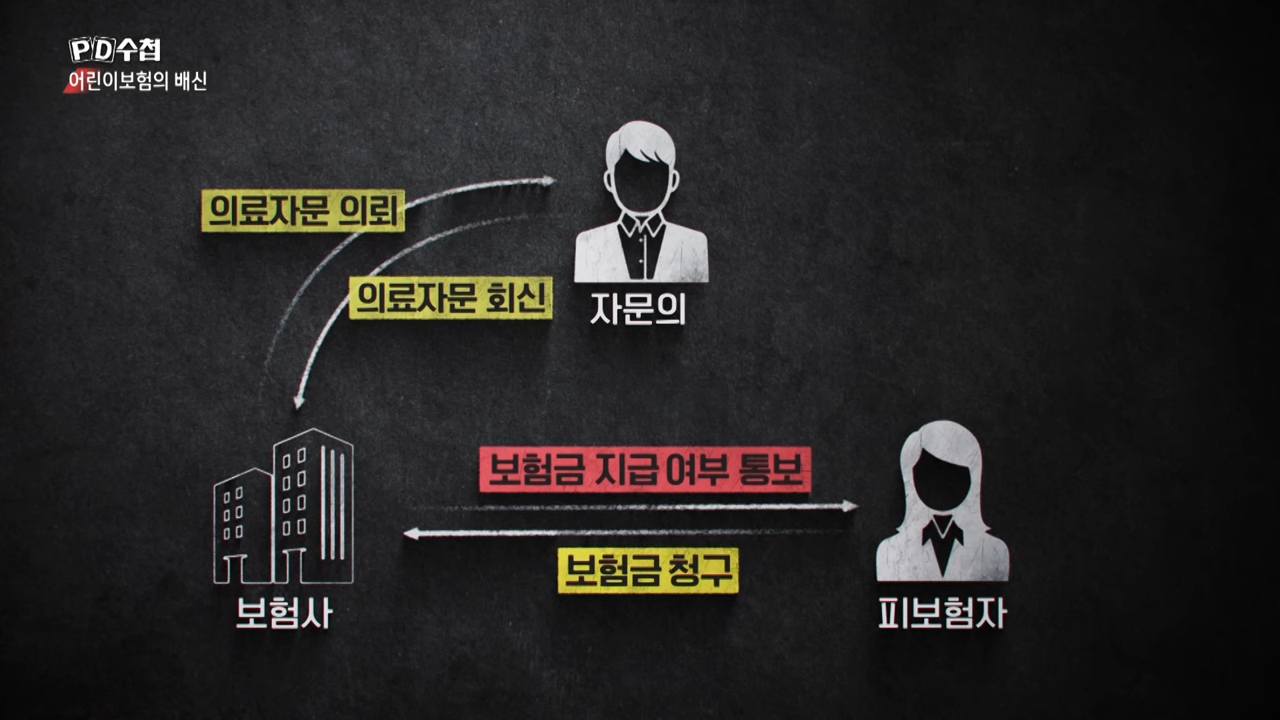 PD수첩
어린이보험의 배신
의료자문 의뢰
의료자문 회신
자문의
보험금 지급 여부 통보
보험금 청구
보험사
피보험자